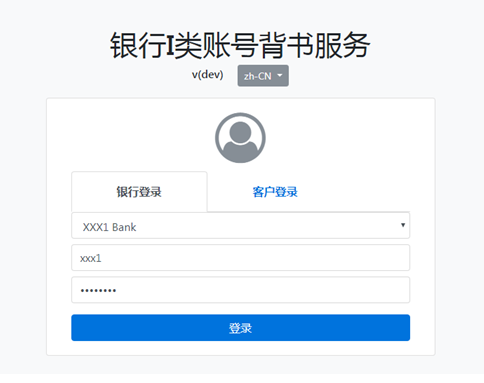 银行I类账号背书服务
v(dev) zh-CN
银行登录 客户登录
XXX1 Bank
xxx1
••••••••
登录